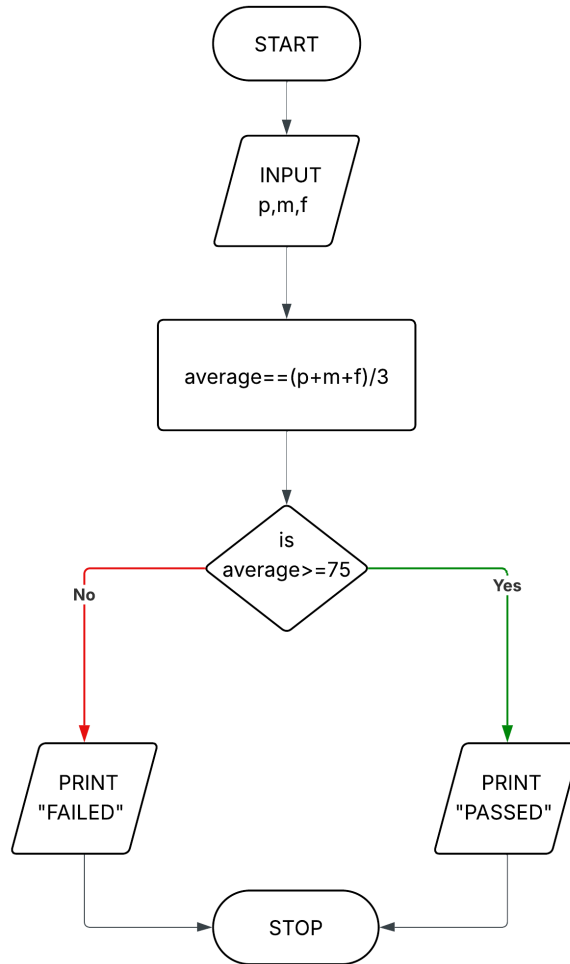 START
INPUT
p,m,f
average==(p+m+f)/3
is
average>=75
No
Yes
PRINT
"FAILED"
PRINT
"PASSED"
STOP